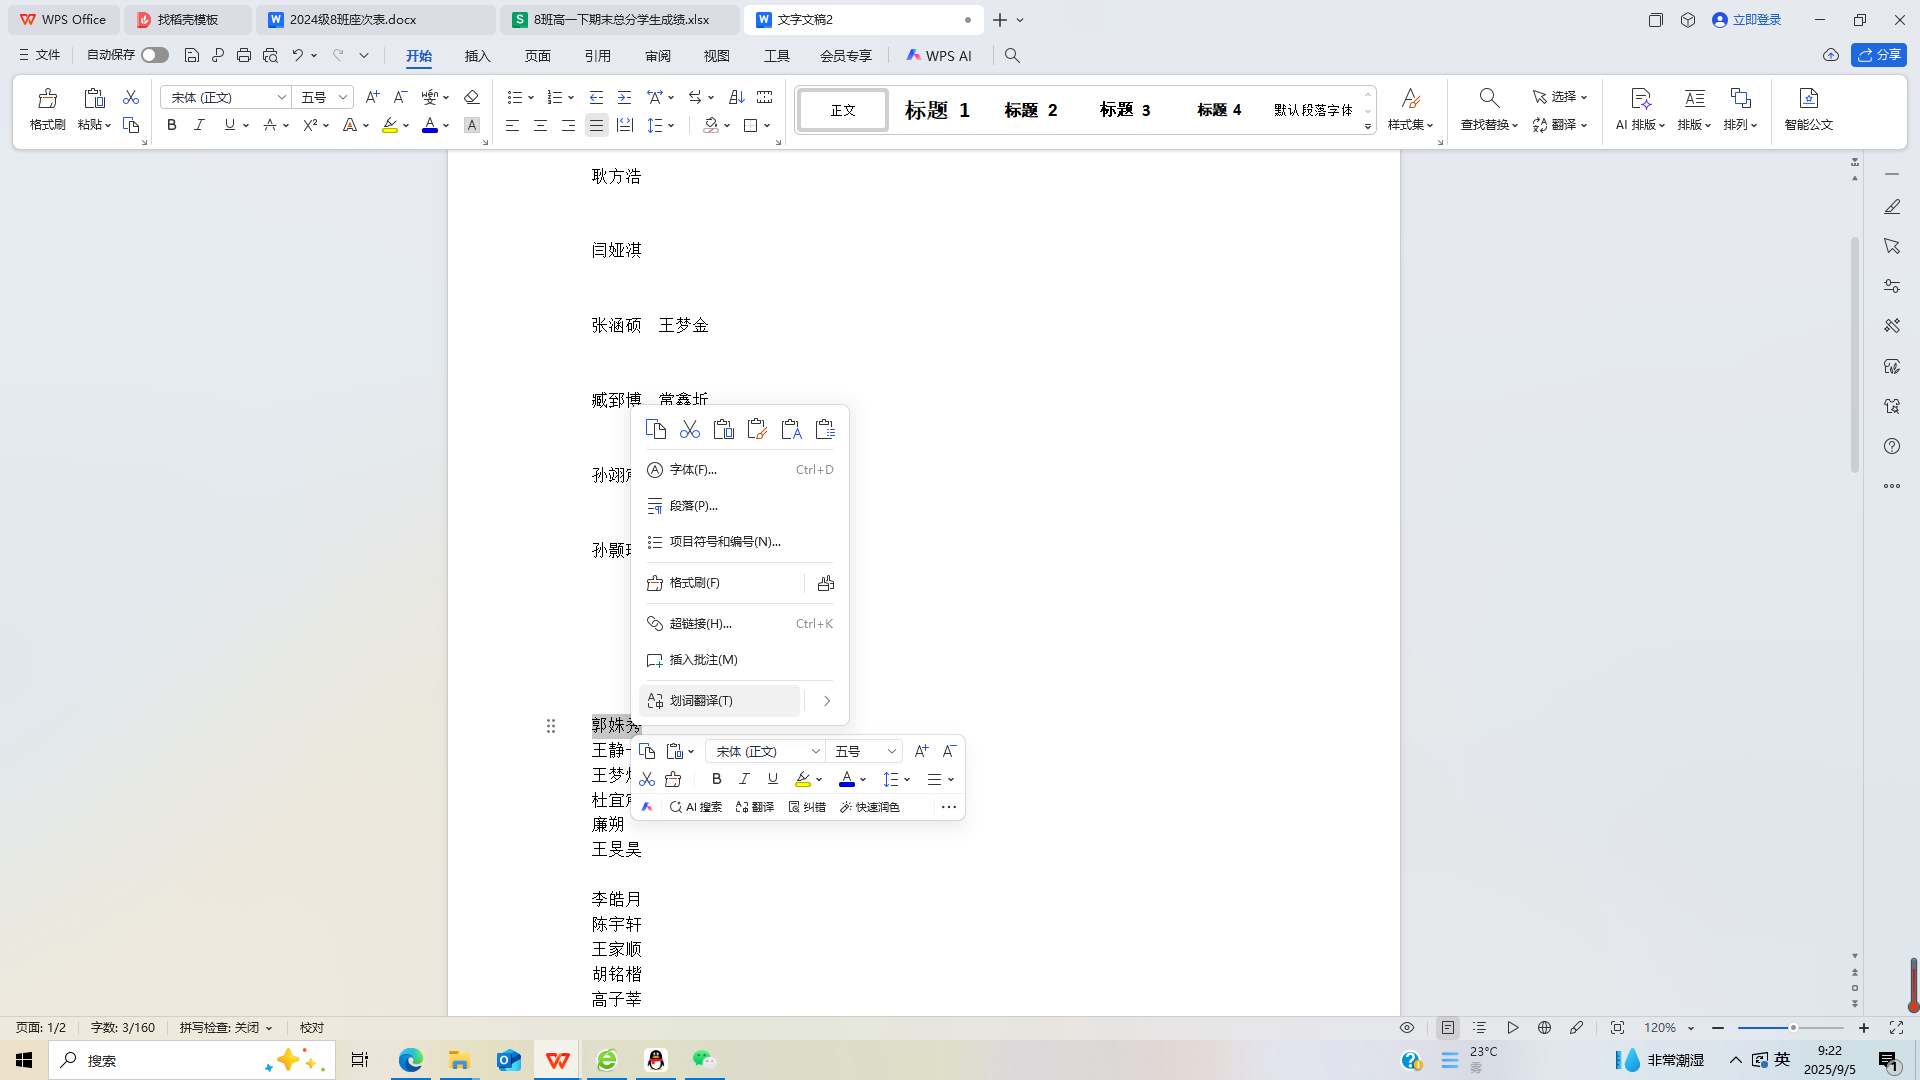 WPS Office
找稻壳模板
2024级8班座次表.docx
8班高一下期末总分学生成绩.xlsx
文字文稿2
立即登录
文件
自动保存
开始
插入
页面
引用
审阅
视图
工具
会员专享
WPS AI
分享
格式刷
粘贴
宋体 (正文)
五号
正文
标题 1
标题 2
标题 3
标题 4
默认段落字体
样式集
查找替换
选择
翻译
AI 排版
排版
排列
智能公文
耿方浩
闫娅淇
张涵硕 王梦金
臧郅博 常鑫圻
孙翊
孙颢
字体(F)... Ctrl+D
段落(P)...
项目符号和编号(N)...
格式刷(F)
超链接(H)... Ctrl+K
插入批注(M)
划词翻译(T)
郭姝秀
王静
王梦
杜宜
廉朔
王旻昊
宋体 (正文)
五号
AI 搜索
翻译
纠错
快速润色
李皓月
陈宇轩
王家顺
胡铭楷
高子莘
页面: 1/2
字数: 3/160
拼写检查: 关闭
校对
120%
搜索
23°C
雾
非常潮湿
英
9:22
2025/9/5
1